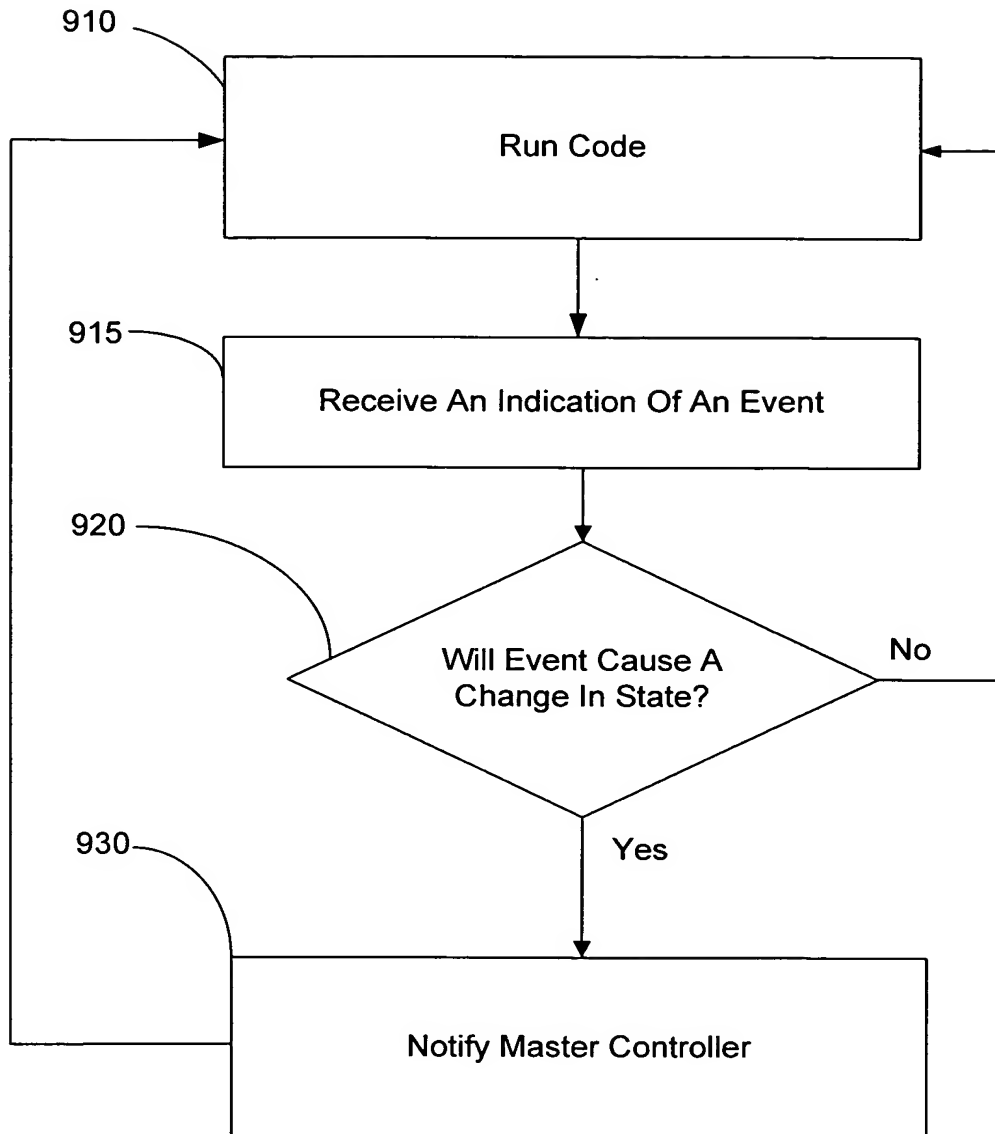 910
Run Code
915
Receive An Indication Of An Event
920
Will Event Cause A
Change In State?
No
Yes
930
Notify Master Controller